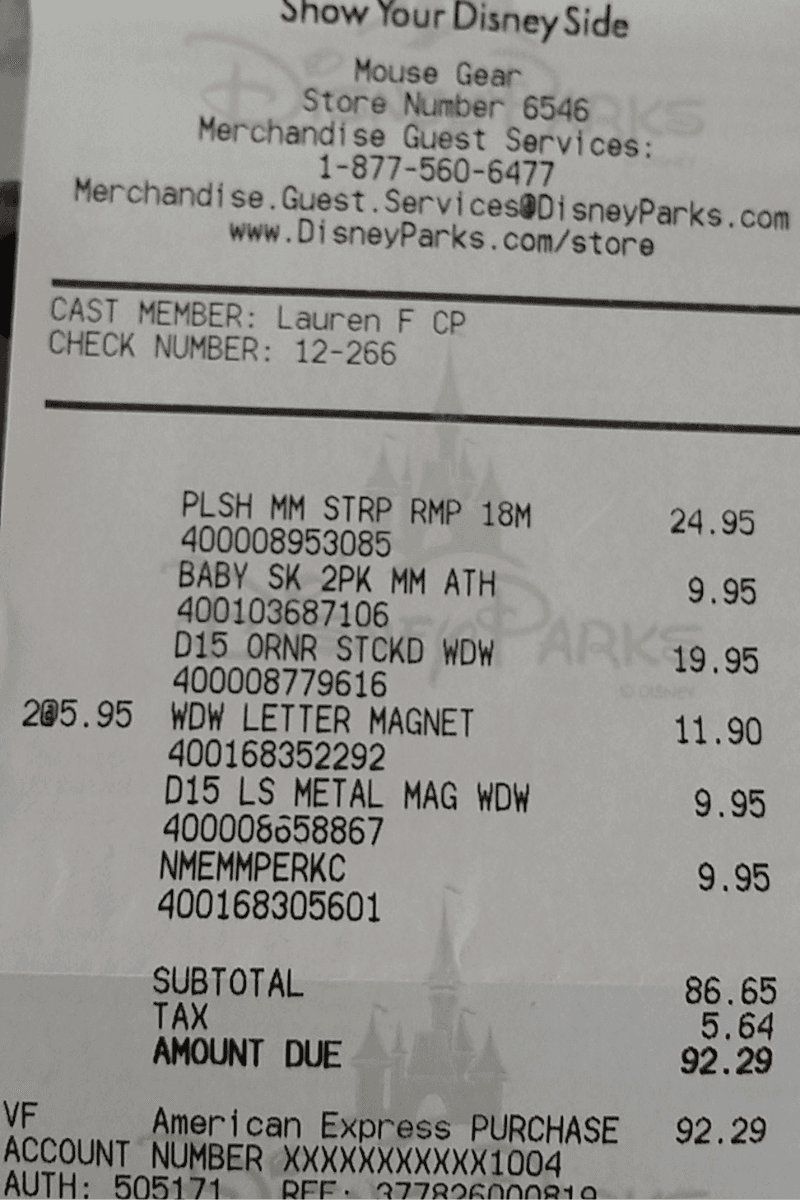 Show Your Disney Side
Mouse Gear
Store Number 6546
Merchandise Guest Services:
1-877-560-6477
Merchandise.Guest.Services@DisneyParks.com
www.DisneyParks.com/store
CAST MEMBER: Lauren F CP
CHECK NUMBER: 12-266
PLSH MM STRP RMP 18M 24.95
400008953085
BABY SK 2PK MM ATH 9.95
400103687106
D15 ORNR STCKD WDW 19.95
400008779616
2@5.95 WDW LETTER MAGNET 11.90
400168352292
D15 LS METAL MAG WDW 9.95
400008658867
NMEMMPERKC 9.95
400168305601
SUBTOTAL 86.65
TAX 5.64
AMOUNT DUE 92.29
VF American Express PURCHASE 92.29
ACCOUNT NUMBER XXXXXXXXXXX1004
AUTH: 505171 REF: 377826000819